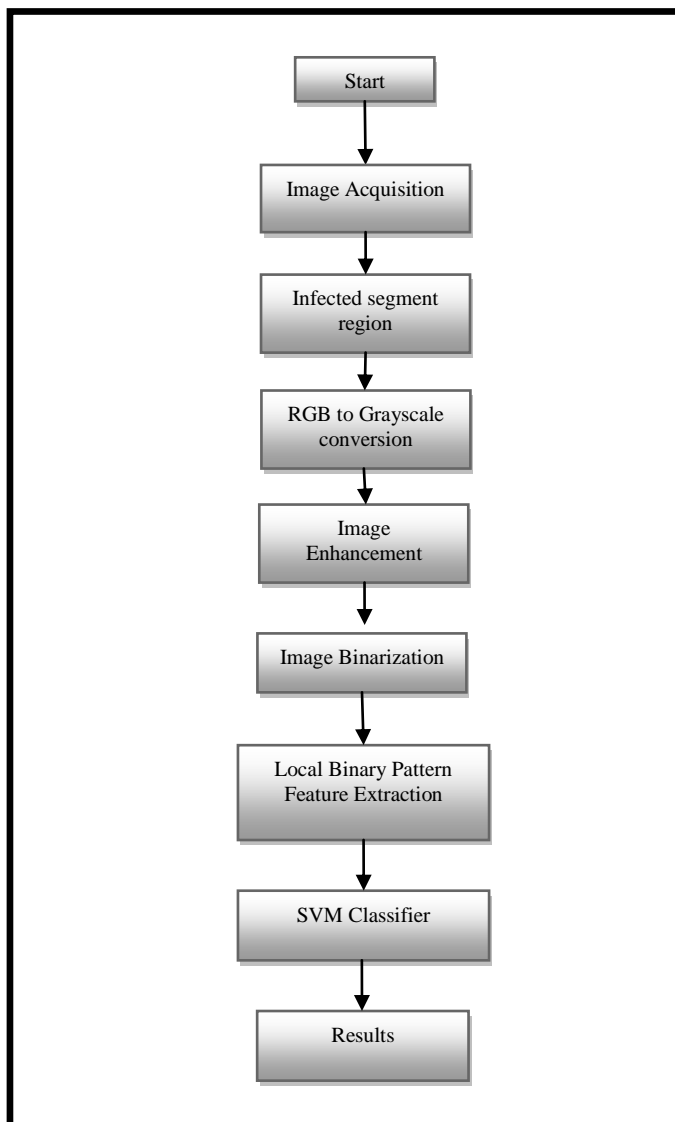 Start
Image Acquisition
Infected segment
region
RGB to Grayscale
conversion
Image
Enhancement
Image Binarization
Local Binary Pattern
Feature Extraction
SVM Classifier
Results